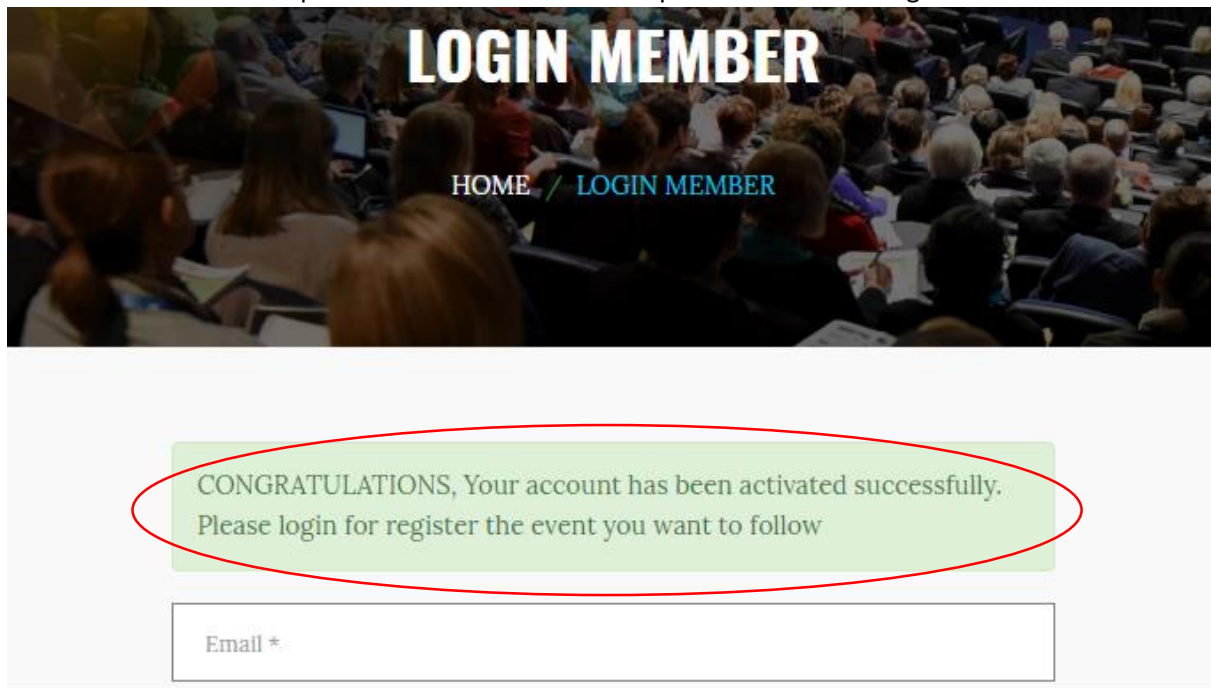 LOGIN MEMBER
HOME / LOGIN MEMBER
CONGRATULATIONS, Your account has been activated successfully.
Please login for register the event you want to follow
Email *